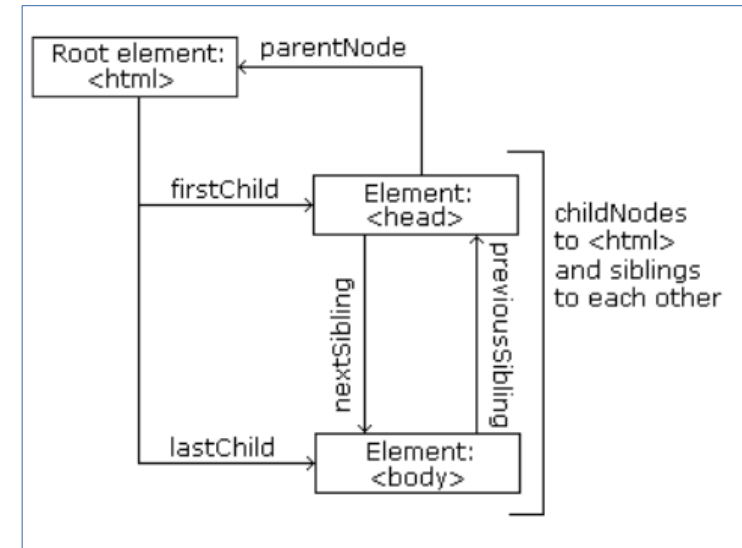 Root element:
<html>
parentNode
firstChild
Element:
<head>
childNodes
to <html>
and siblings
to each other
nextSibling
previousSibling
lastChild
Element:
<body>